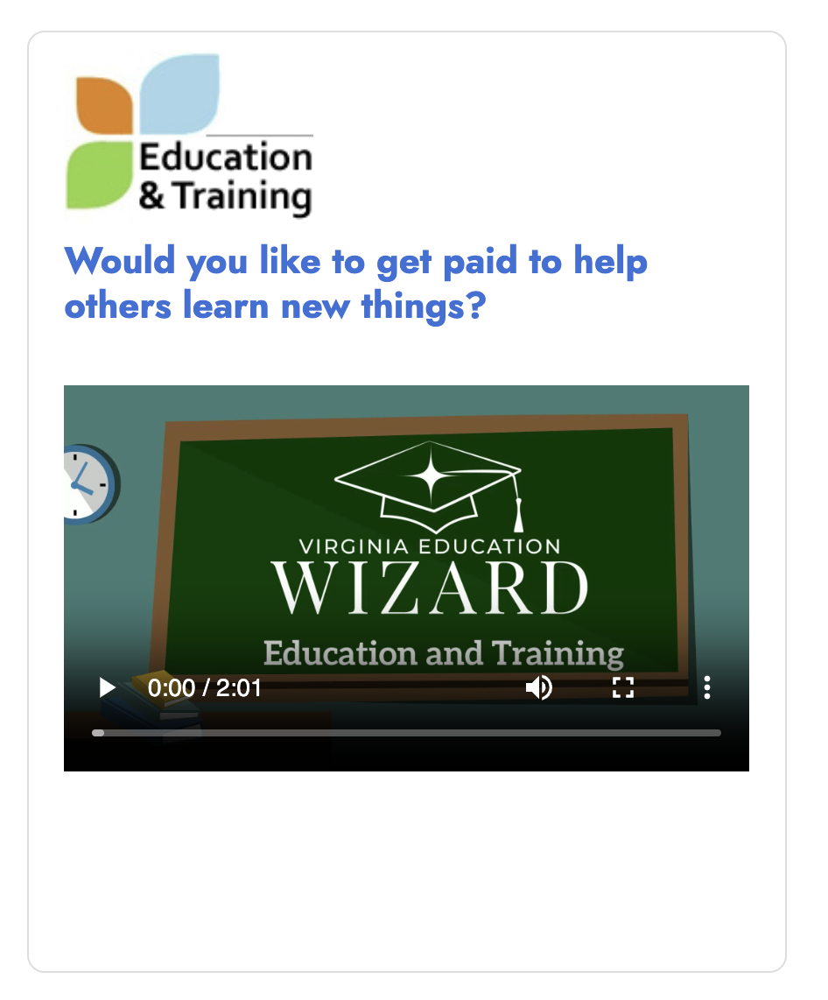 Education
& Training
Would you like to get paid to help
others learn new things?
VIRGINIA EDUCATION
WIZARD
Education and Training
0:00 / 2:01